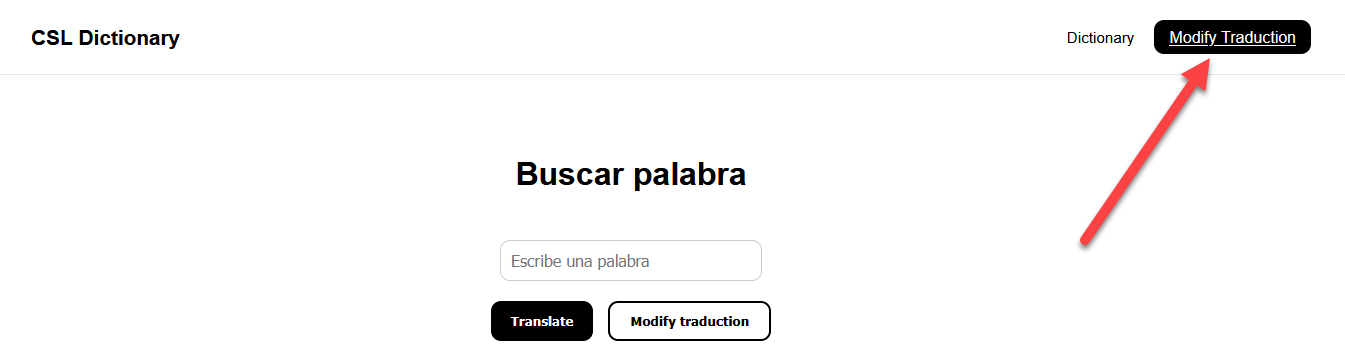 CSL Dictionary Dictionary Modify Traduction
Buscar palabra
Escribe una palabra
Translate Modify traduction